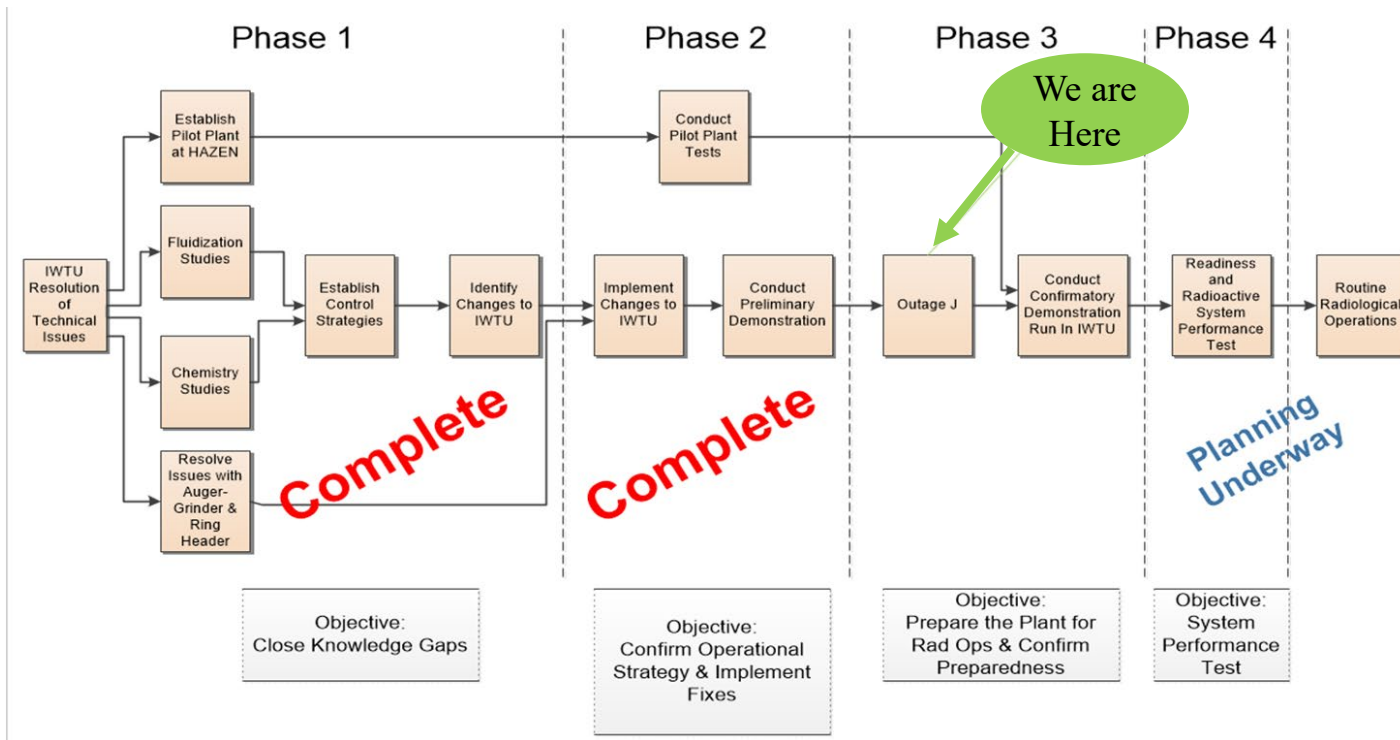 Phase 1
Phase 2
Phase 3
Phase 4
We are
Here
Establish
Pilot Plant
at HAZEN
Conduct
Pilot Plant
Tests
IWTU
Resolution
of
Technical
Issues
Fluidization
Studies
Chemistry
Studies
Resolve
Issues with
Auger-
Grinder &
Ring
Header
Establish
Control
Strategies
Identify
Changes to
IWTU
Implement
Changes to
IWTU
Conduct
Preliminary
Demonstration
Outage J
Conduct
Confirmatory
Demonstration
Run In IWTU
Readiness
and
Radioactive
System
Performance
Test
Routine
Radiological
Operations
Complete
Complete
Planning
Underway
Objective:
Close Knowledge Gaps
Objective:
Confirm Operational
Strategy & Implement
Fixes
Objective:
Prepare the Plant for
Rad Ops & Confirm
Preparedness
Objective:
System
Performance
Test